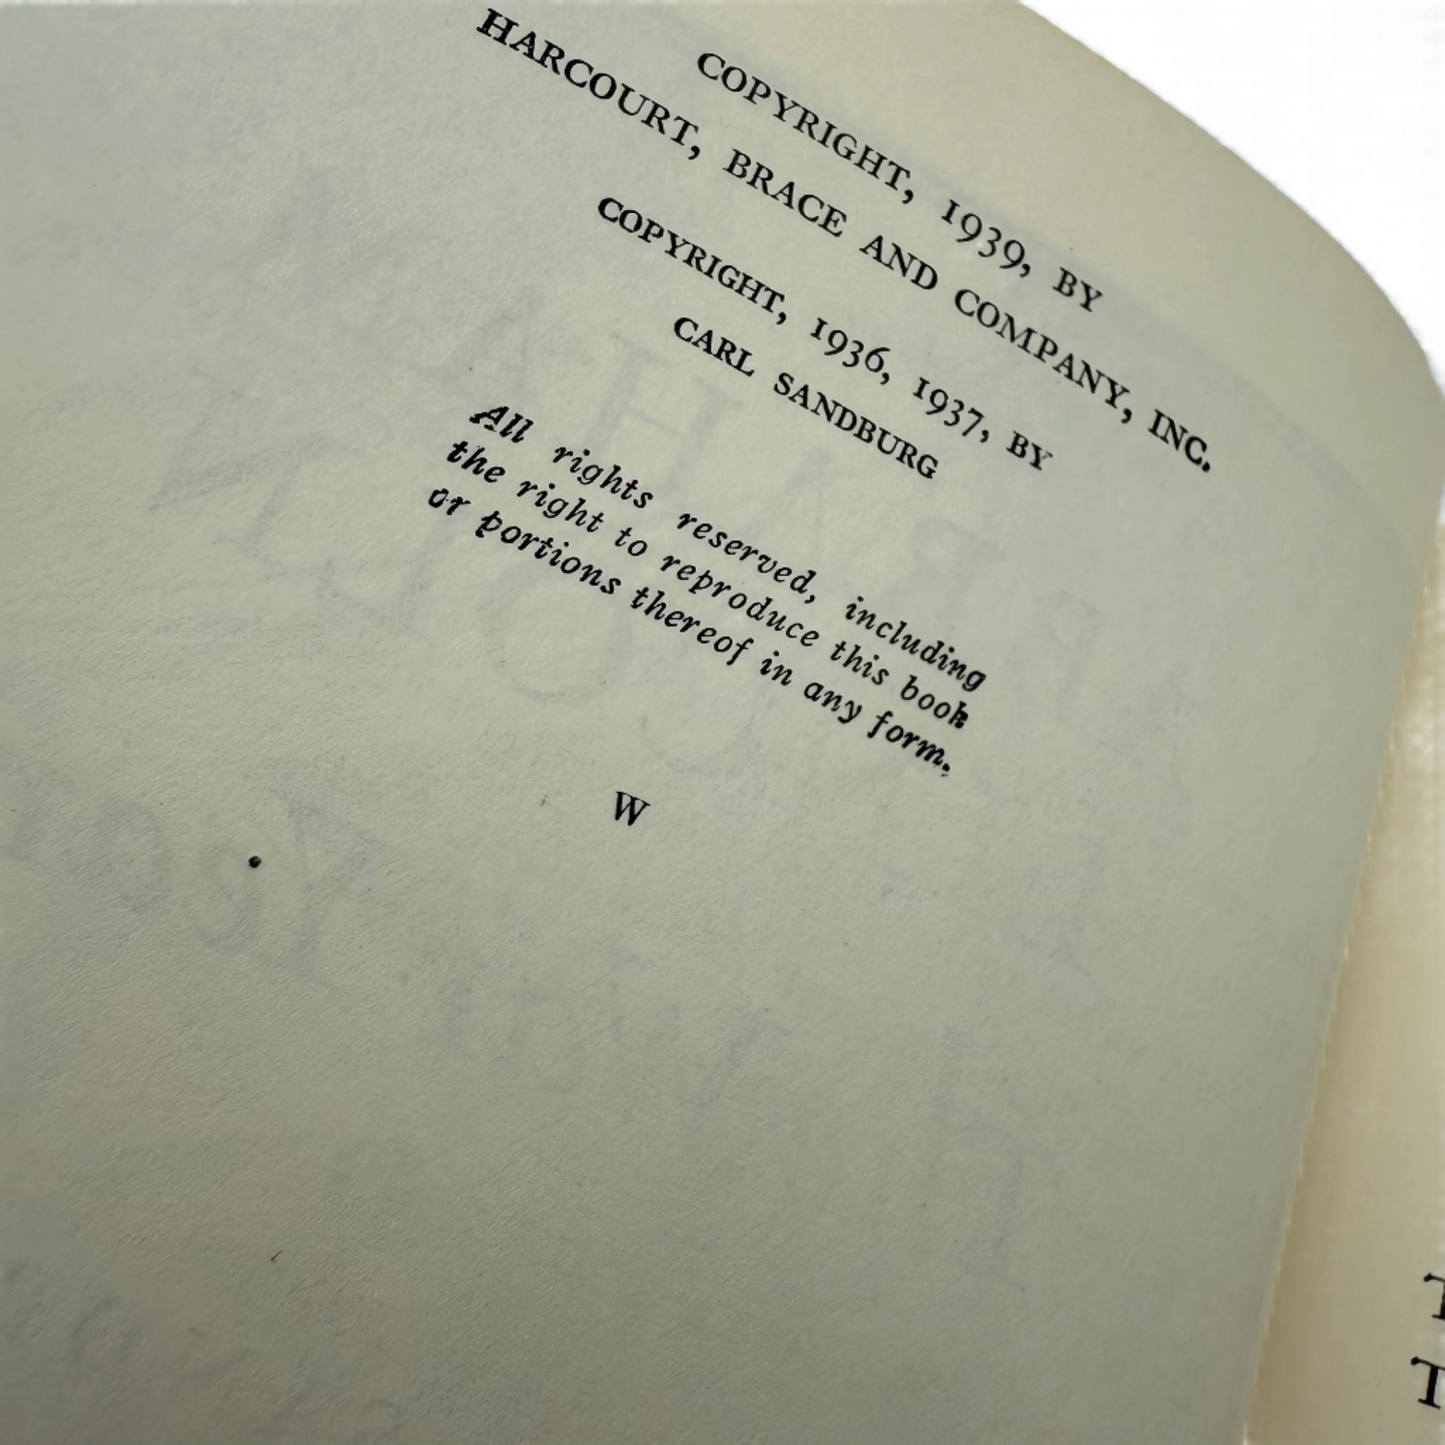 COPYRIGHT, 1939, BY
HARCOURT, BRACE AND COMPANY, INC.
COPYRIGHT, 1936, 1937, BY
CARL SANDBURG
All rights reserved, including
the right to reproduce this book
or portions thereof in any form.
W
T
T